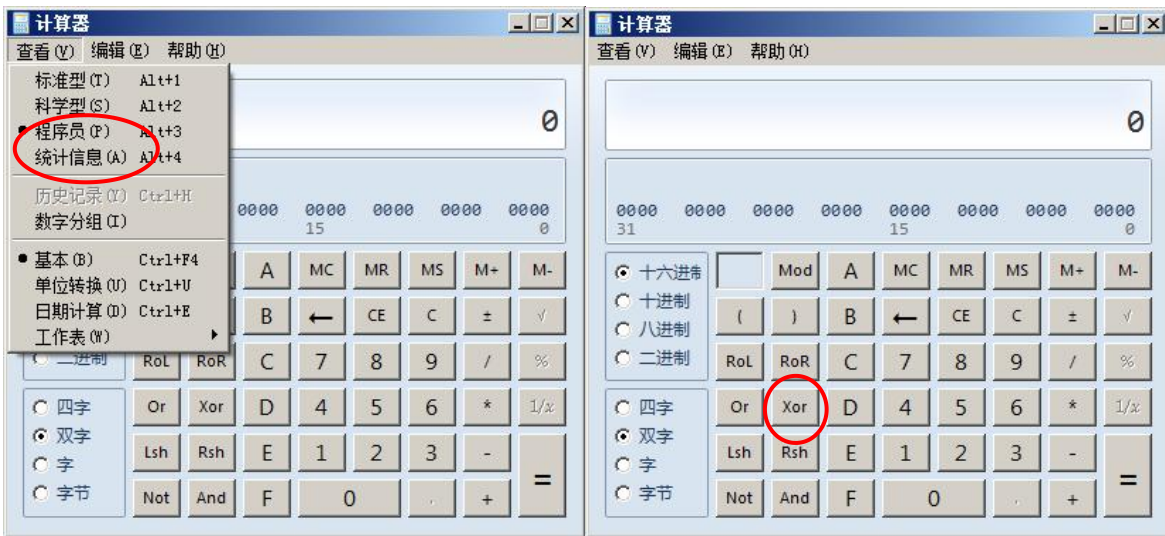 计算器
查看(V) 编辑(E) 帮助(H)
标准型(T) Alt+1
科学型(S) Alt+2
程序员(P) Alt+3
统计信息(A) Alt+4
历史记录(Y) Ctrl+H
数字分组(I)
基本(B) Ctrl+F4
单位转换(U) Ctrl+U
日期计算(D) Ctrl+E
工作表(W)
0
0000 0000 0000 0000 0000
15 0
A MC MR MS M+ M-
B ← CE C ± √
二进制 RoL RoR C 7 8 9 / %
四字 Or Xor D 4 5 6 * 1/x
双字
字 Lsh Rsh E 1 2 3 - =
字节 Not And F 0 . +
计算器
查看(V) 编辑(E) 帮助(H)
0
0000 0000 0000 0000 0000 0000 0000 0000
31 15 0
十六进制 Mod A MC MR MS M+ M-
十进制
八进制 ( ) B ← CE C ± √
二进制 RoL RoR C 7 8 9 / %
四字 Or Xor D 4 5 6 * 1/x
双字
字 Lsh Rsh E 1 2 3 - =
字节 Not And F 0 . +